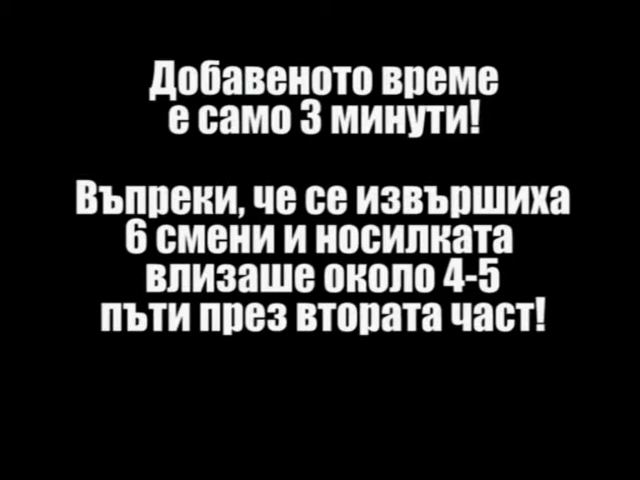 Добавеното време
е само 3 минути!
Въпреки, че се извършиха
6 смени и носилката
влизаше около 4-5
пъти през втората част!